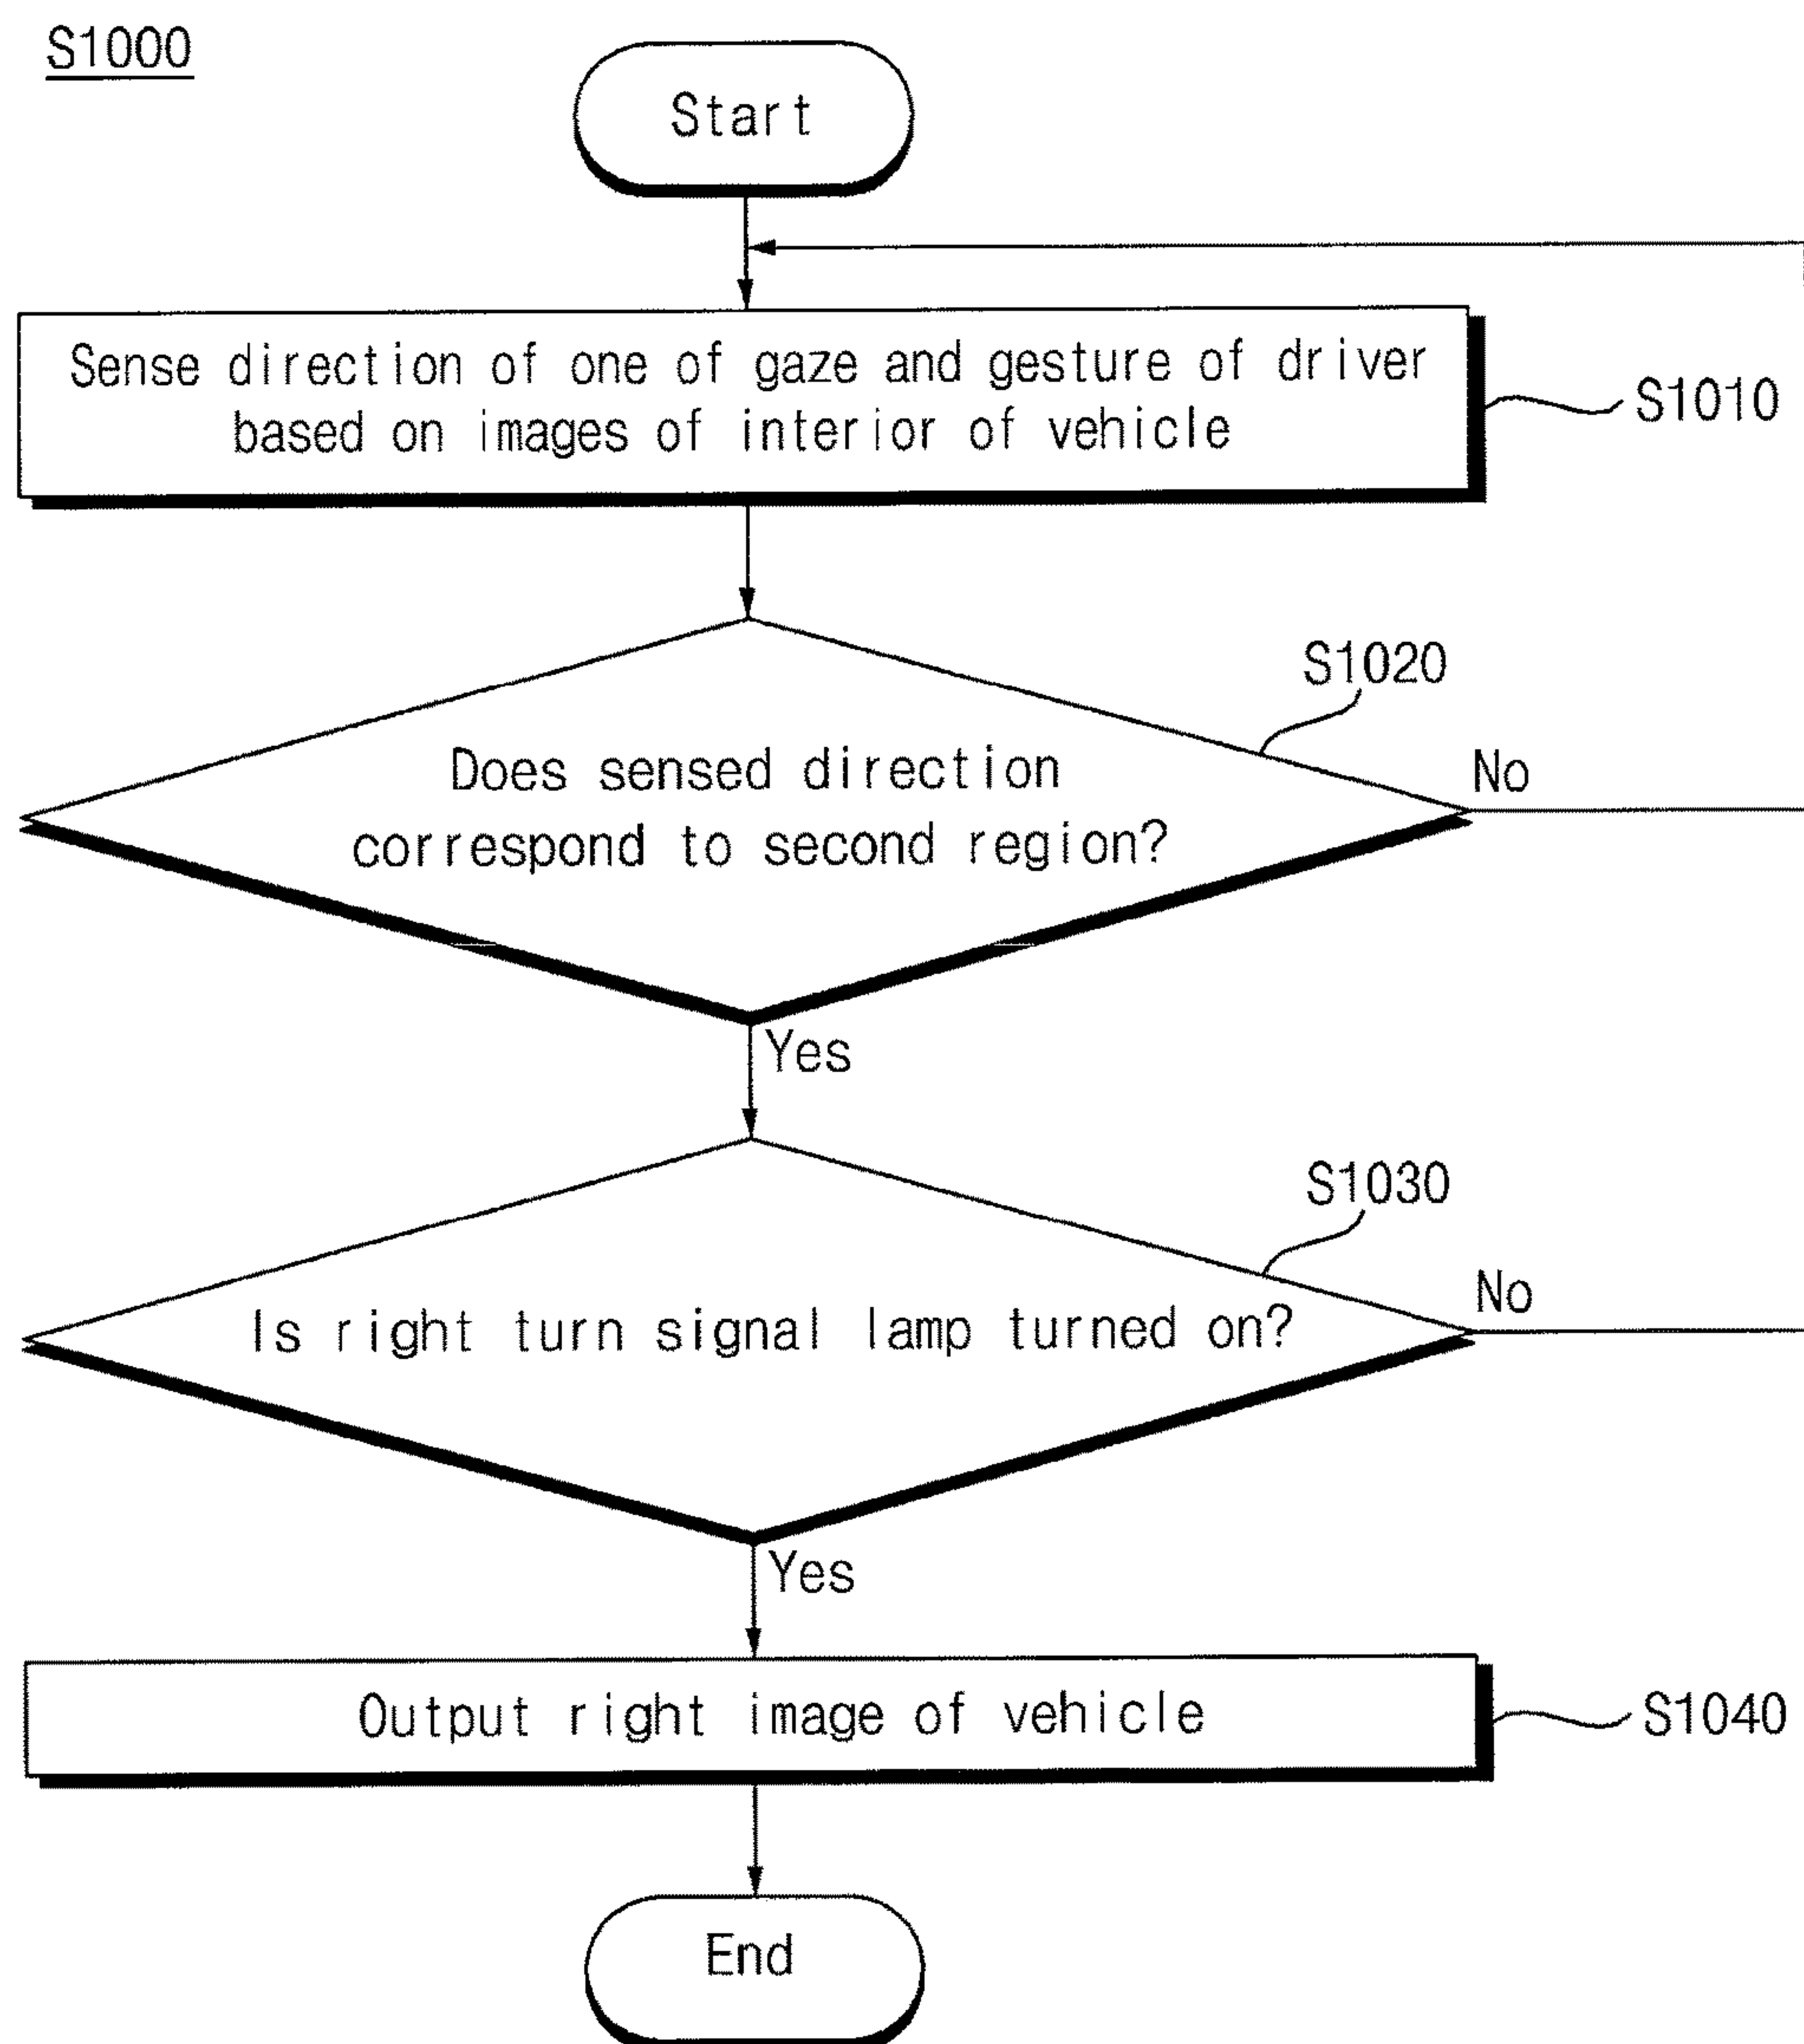 S1000
Start
Sense direction of one of gaze and gesture of driver
based on images of interior of vehicle
S1010
S1020
Does sensed direction
correspond to second region?
No
Yes
S1030
Is right turn signal lamp turned on?
No
Yes
Output right image of vehicle
S1040
End